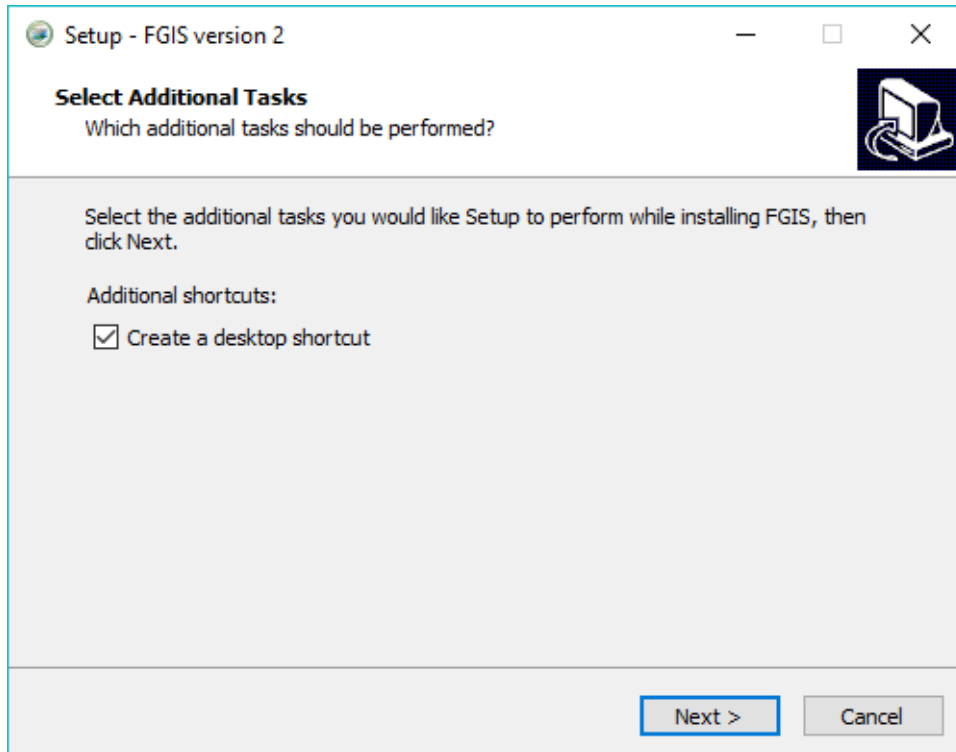 Setup - FGIS version 2
Select Additional Tasks
Which additional tasks should be performed?
Select the additional tasks you would like Setup to perform while installing FGIS, then
click Next.
Additional shortcuts:
Create a desktop shortcut
Next >
Cancel